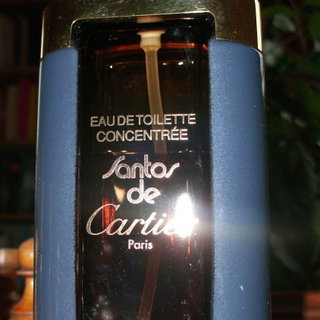 EAU DE TOILETTE
CONCENTRÉE
Santos
de
Cartier
Paris